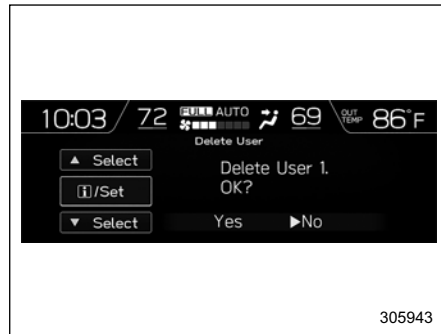 10:03 72 FULL AUTO 69 OUT TEMP 86°F
Delete User
▲ Select
Delete User 1.
OK?
i/Set
▼ Select
Yes ▶No
305943